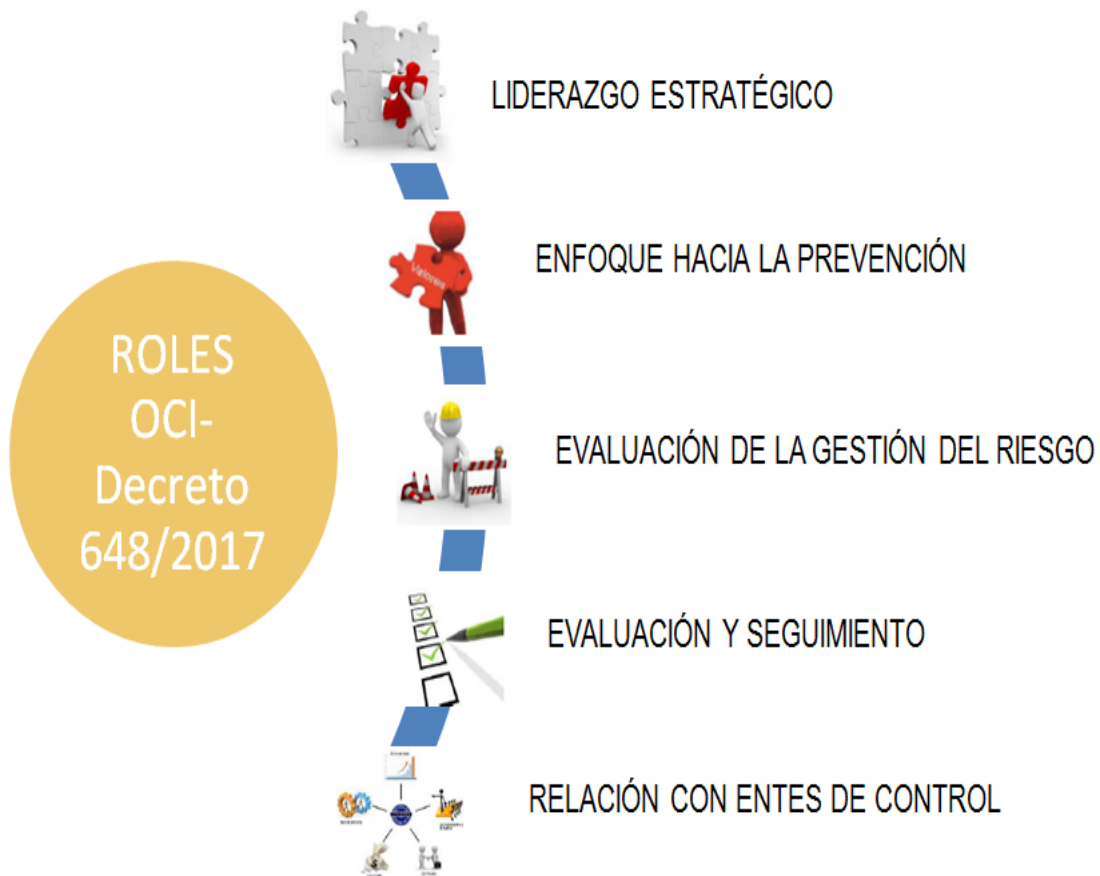 LIDERAZGO ESTRATÉGICO
ENFOQUE HACIA LA PREVENCIÓN
Valores
ROLES
OCI-
Decreto
648/2017
EVALUACIÓN DE LA GESTIÓN DEL RIESGO
EVALUACIÓN Y SEGUIMIENTO
RELACIÓN CON ENTES DE CONTROL